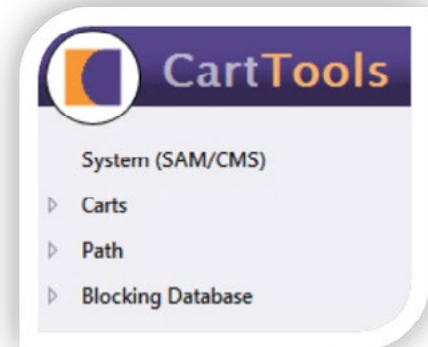 CartTools
System (SAM/CMS)
Carts
Path
Blocking Database